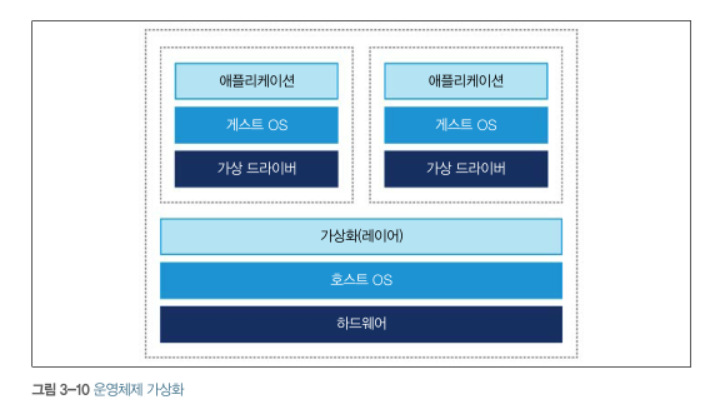 애플리케이션
애플리케이션
게스트 OS
게스트 OS
가상 드라이버
가상 드라이버
가상화(레이어)
호스트 OS
하드웨어
그림 3-10 운영체제 가상화